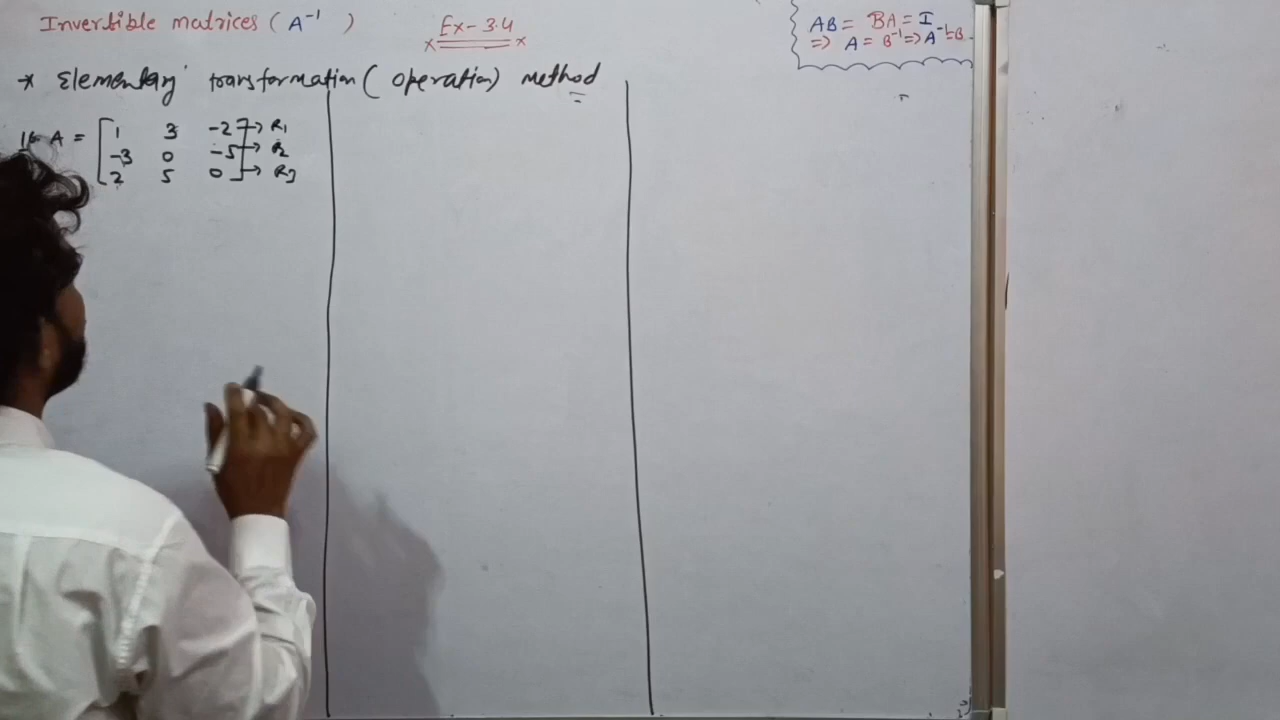 Invertible matrices ( A⁻¹ )
Ex - 3.4
AB = BA = I
=> A = B⁻¹ => A⁻¹ = B
* Elementary transformation ( operation) method
If A = [ 1 3 -2 ] → R1
-3 0 -5 → R2
2 5 0 → R3